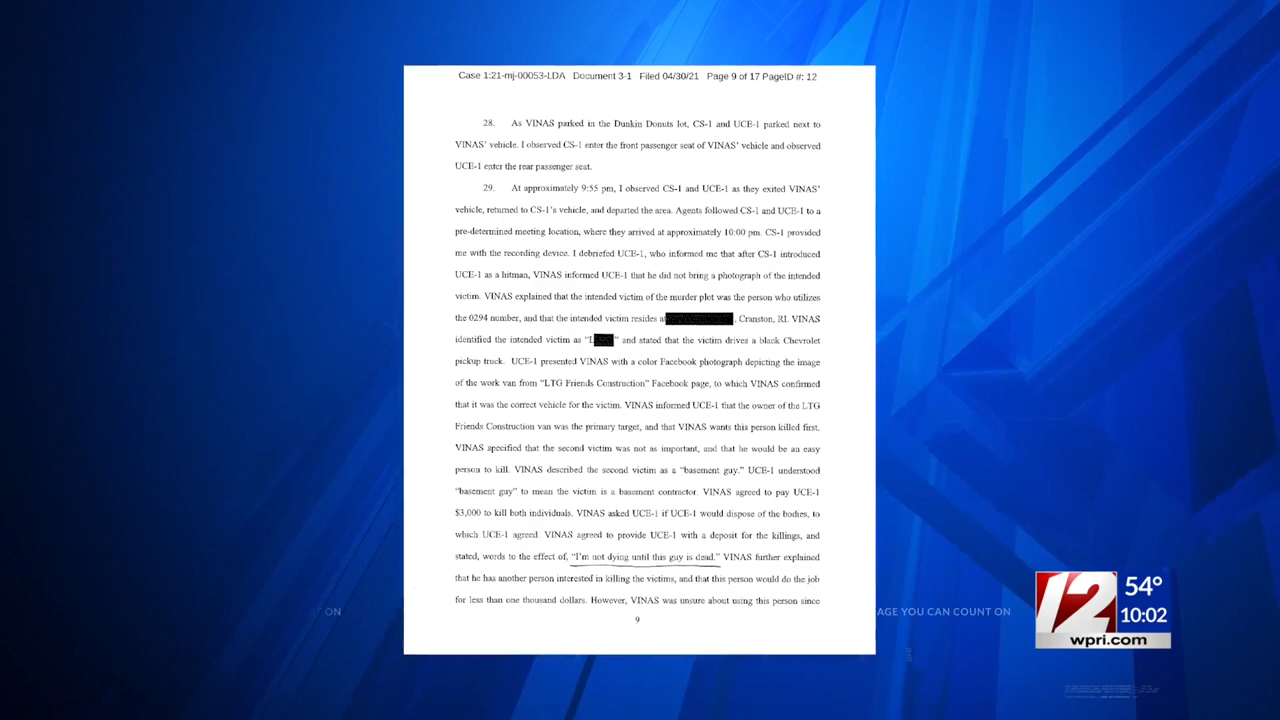 Case 1:21-mj-00053-LDA Document 3-1 Filed 04/30/21 Page 9 of 17 PageID #: 12
28. As VINAS parked in the Dunkin Donuts lot, CS-1 and UCE-1 parked next to
VINAS' vehicle. I observed CS-1 enter the front passenger seat of VINAS' vehicle and observed
UCE-1 enter the rear passenger seat.
29. At approximately 9:55 pm, I observed CS-1 and UCE-1 as they exited VINAS'
vehicle, returned to CS-1's vehicle, and departed the area. Agents followed CS-1 and UCE-1 to a
pre-determined meeting location, where they arrived at approximately 10:00 pm. CS-1 provided
me with the recording device. I debriefed UCE-1, who informed me that after CS-1 introduced
UCE-1 as a hitman, VINAS informed UCE-1 that he did not bring a photograph of the intended
victim. VINAS explained that the intended victim of the murder plot was the person who utilizes
the 0294 number, and that the intended victim resides at , Cranston, RI. VINAS
identified the intended victim as "L " and stated that the victim drives a black Chevrolet
pickup truck. UCE-1 presented VINAS with a color Facebook photograph depicting the image
of the work van from "LTG Friends Construction" Facebook page, to which VINAS confirmed
that it was the correct vehicle for the victim. VINAS informed UCE-1 that the owner of the LTG
Friends Construction van was the primary target, and that VINAS wants this person killed first.
VINAS specified that the second victim was not as important, and that he would be an easy
person to kill. VINAS described the second victim as a "basement guy." UCE-1 understood
"basement guy" to mean the victim is a basement contractor. VINAS agreed to pay UCE-1
$3,000 to kill both individuals. VINAS asked UCE-1 if UCE-1 would dispose of the bodies, to
which UCE-1 agreed. VINAS agreed to provide UCE-1 with a deposit for the killings, and
stated, words to the effect of, "I'm not dying until this guy is dead." VINAS further explained
that he has another person interested in killing the victims, and that this person would do the job
for less than one thousand dollars. However, VINAS was unsure about using this person since
9
ON
AGE YOU CAN COUNT ON
12
54°
10:02
wpri.com